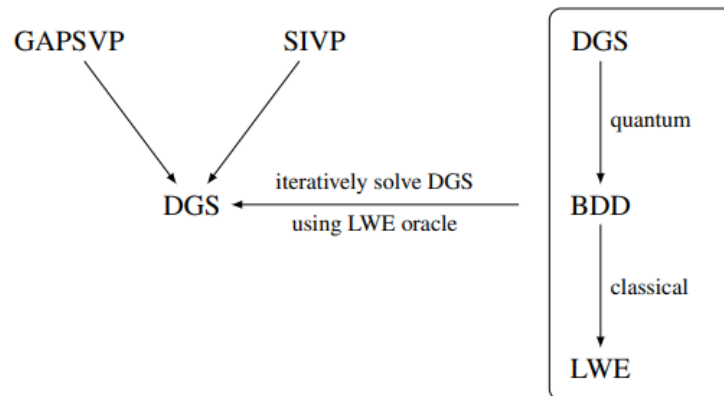 GAPSVP
SIVP
DGS
quantum
iteratively solve DGS
DGS
using LWE oracle
BDD
classical
LWE